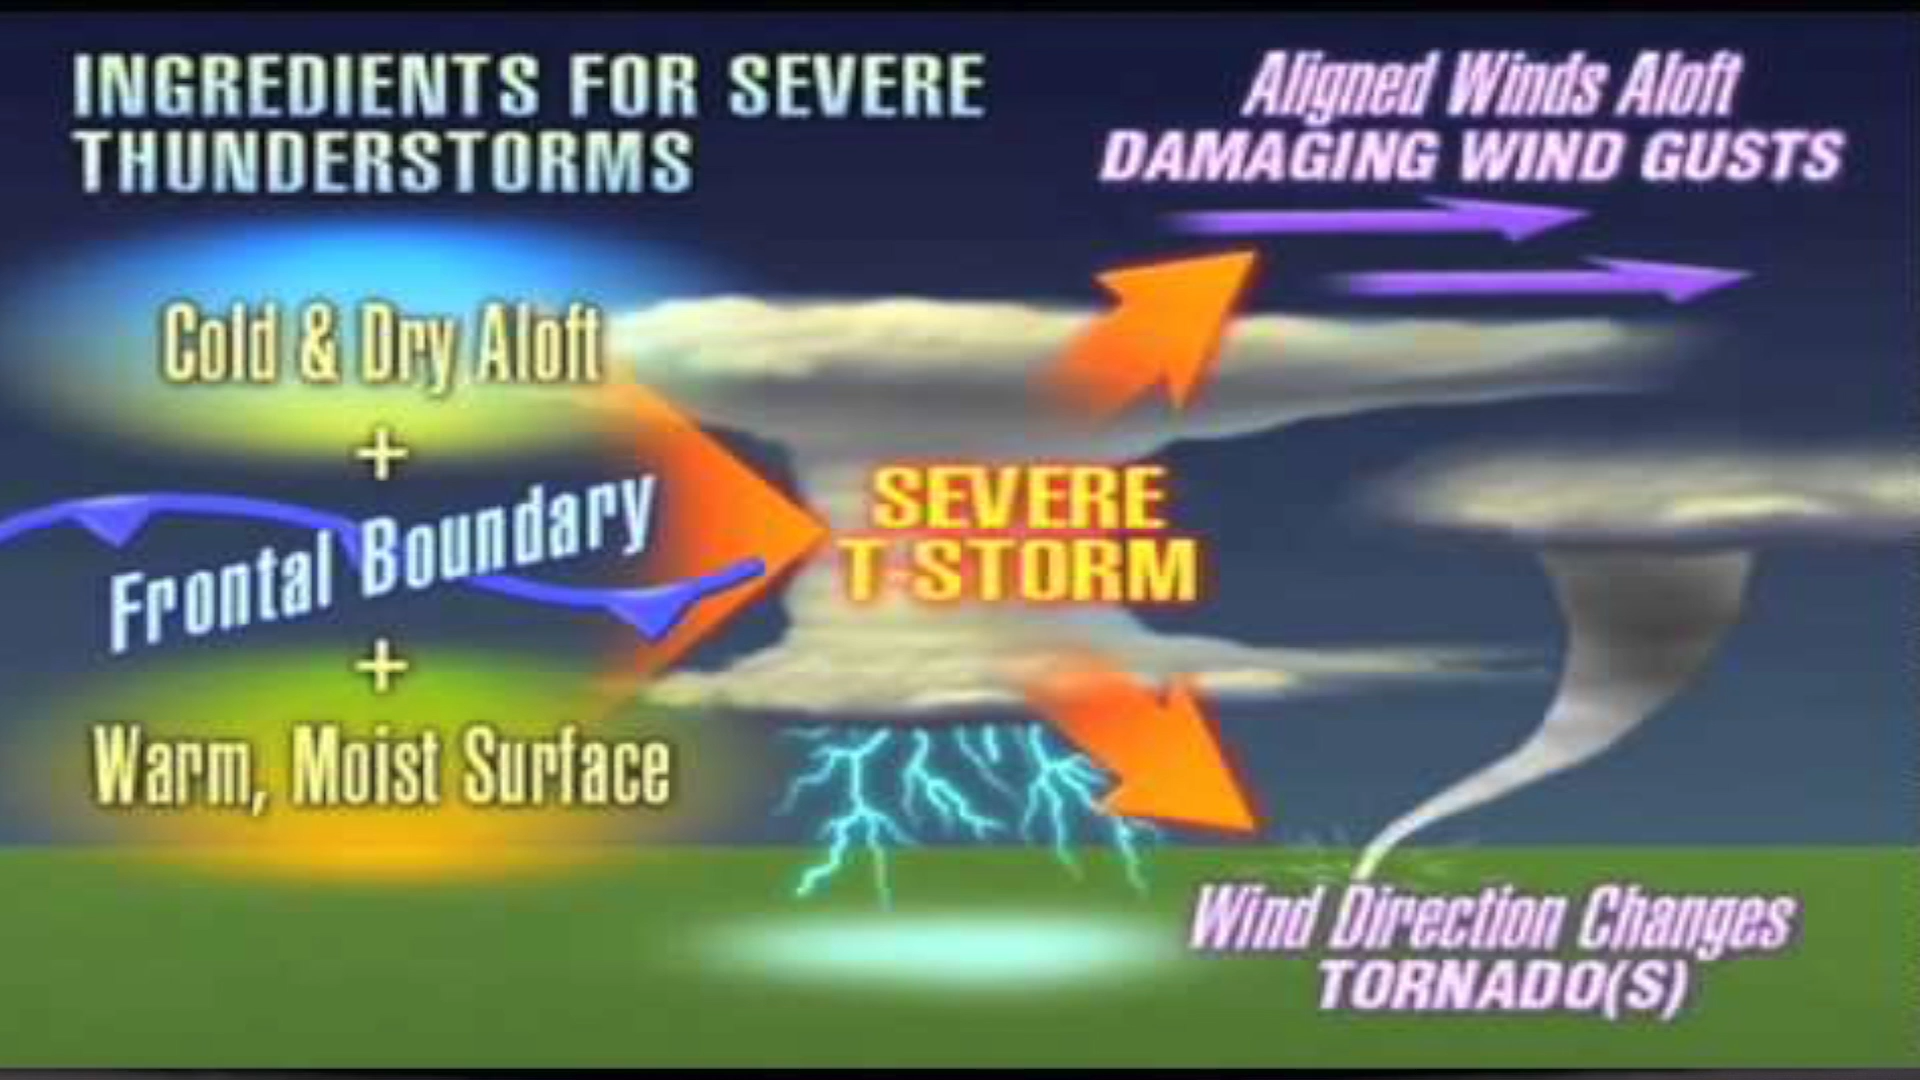 INGREDIENTS FOR SEVERE
THUNDERSTORMS
Aligned Winds Aloft
DAMAGING WIND GUSTS
Cold & Dry Aloft
+
Frontal Boundary
+
Warm, Moist Surface
SEVERE
T-STORM
Wind Direction Changes
TORNADO(S)